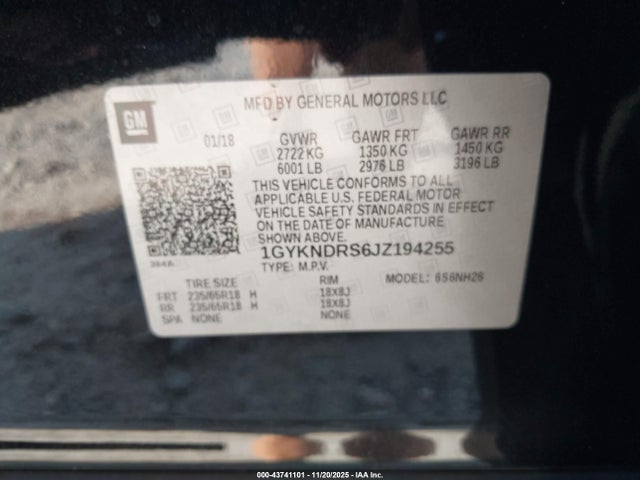 MFD BY GENERAL MOTORS LLC
GM
01/18 GVWR GAWR FRT GAWR RR
2722 KG 1350 KG 1450 KG
6001 LB 2976 LB 3196 LB
THIS VEHICLE CONFORMS TO ALL
APPLICABLE U.S. FEDERAL MOTOR
VEHICLE SAFETY STANDARDS IN EFFECT
ON THE DATE OF MANUFACTURE
SHOWN ABOVE.
1GYKNDRS6JZ194255
TYPE: M.P.V. MODEL: 6S6NH26
TIRE SIZE RIM
FRT 235/65R18 H 18X8J
RR 235/65R18 H 18X8J
SPA NONE NONE
000-43741101 - 11/20/2025 - IAA Inc.